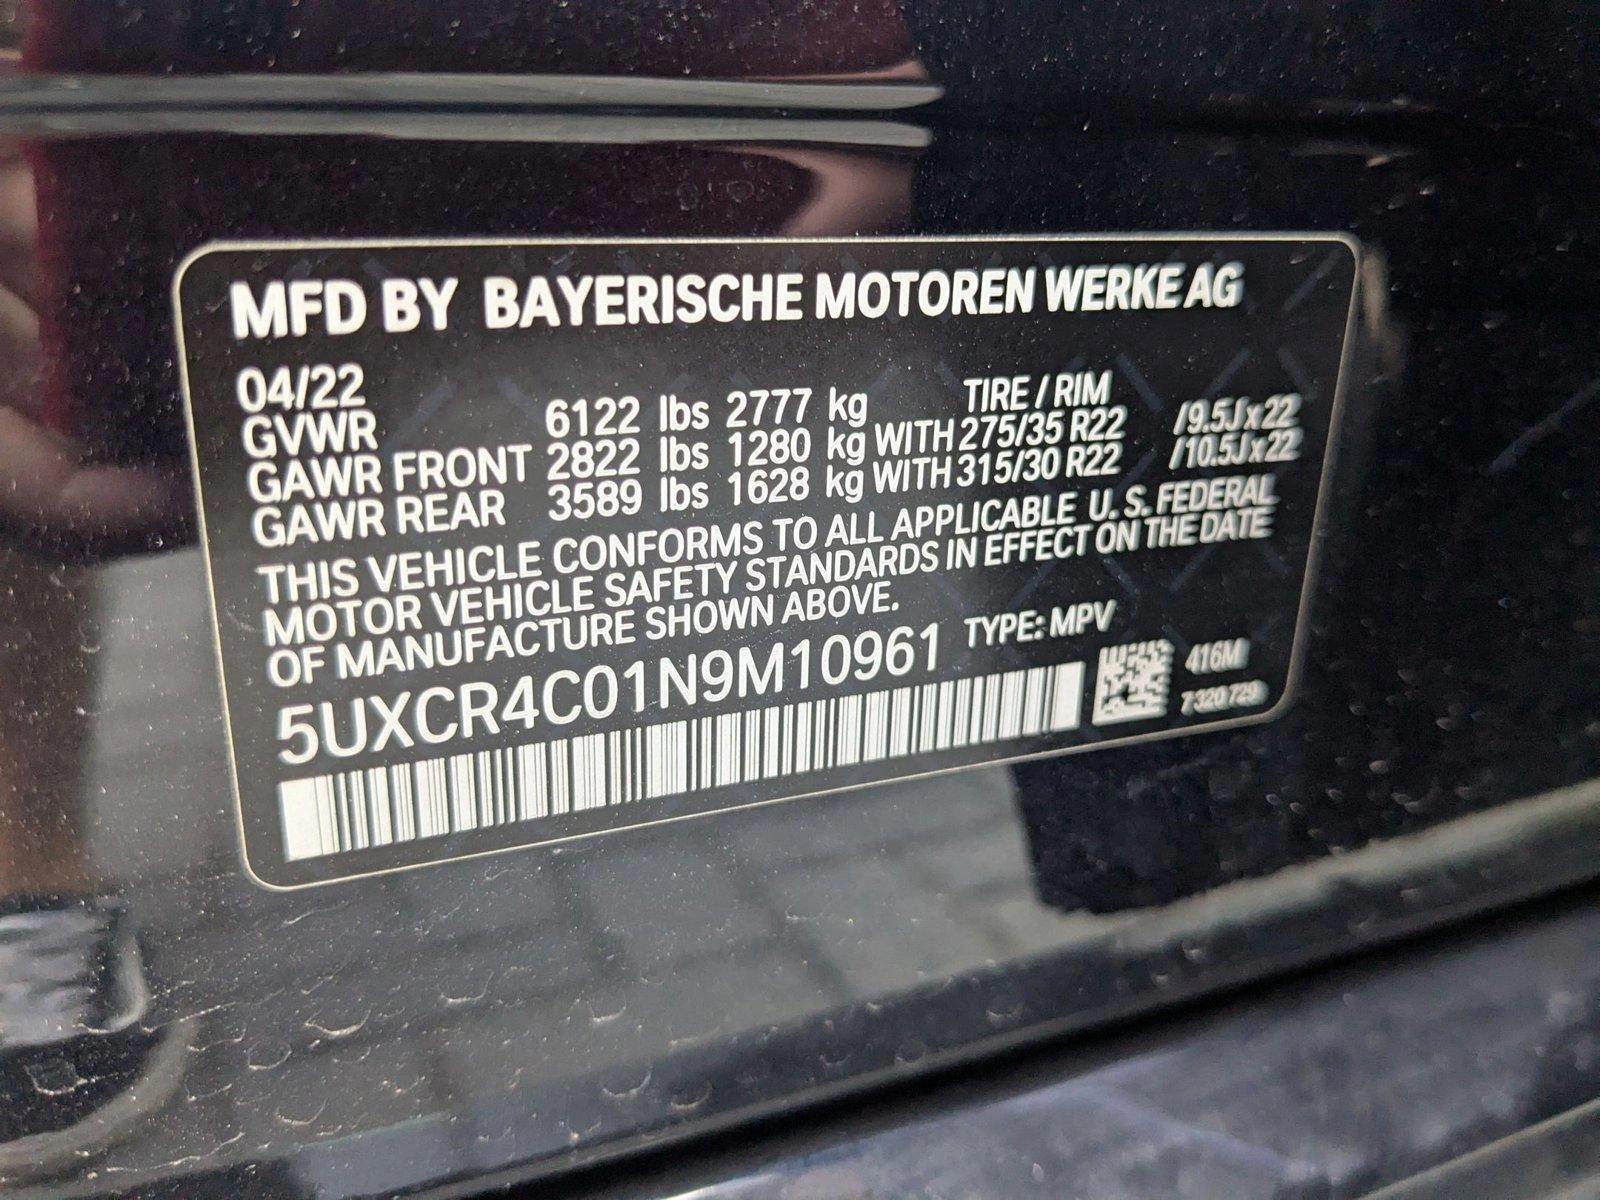 MFD BY BAYERISCHE MOTOREN WERKE AG
04/22 TIRE / RIM
GVWR 6122 lbs 2777 kg
GAWR FRONT 2822 lbs 1280 kg WITH 275/35 R22 /9.5Jx22
GAWR REAR 3589 lbs 1628 kg WITH 315/30 R22 /10.5Jx22
THIS VEHICLE CONFORMS TO ALL APPLICABLE U.S. FEDERAL
MOTOR VEHICLE SAFETY STANDARDS IN EFFECT ON THE DATE
OF MANUFACTURE SHOWN ABOVE.
5UXCR4C01N9M10961 TYPE: MPV
416M
7 320 729